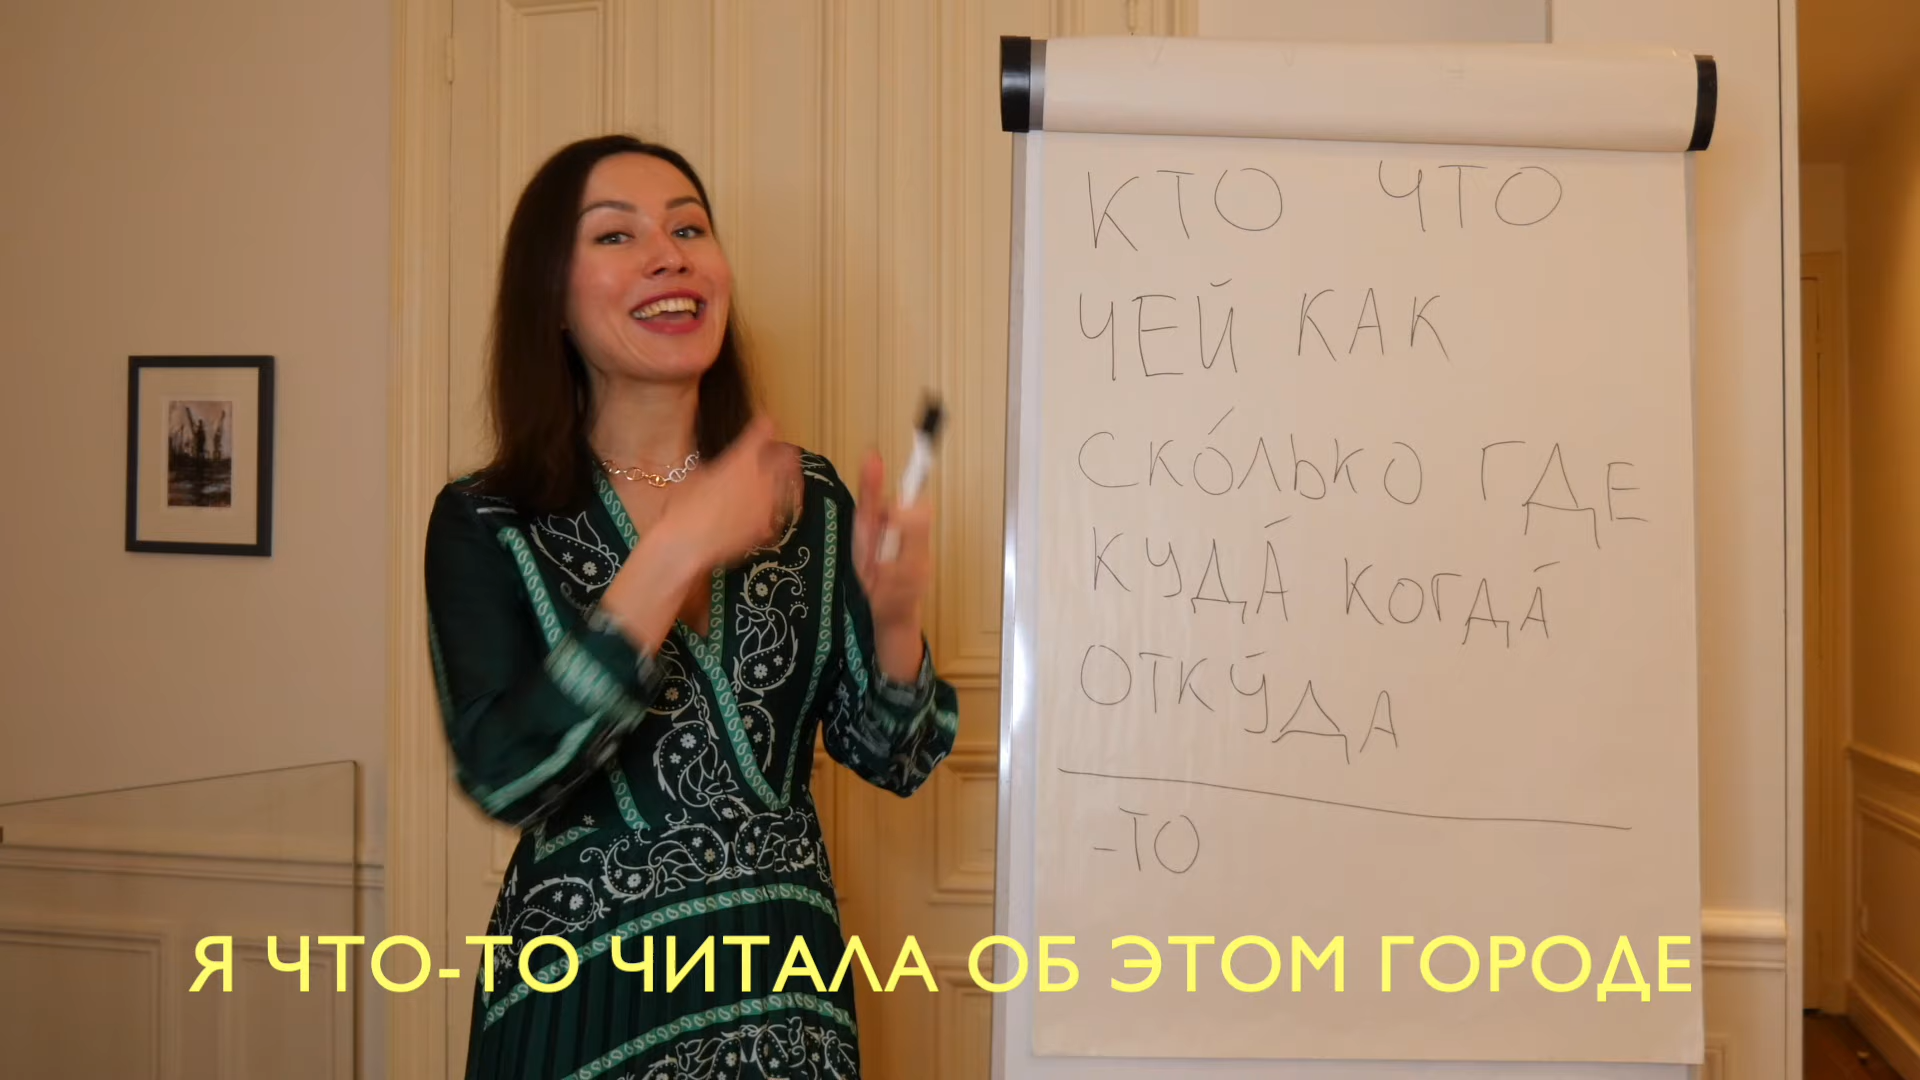 КТО ЧТО
ЧЕЙ КАК
СКО́ЛЬКО ГДЕ
КУДА́ КОГДА́
ОТКУ́ДА
-ТО
Я ЧТО-ТО ЧИТАЛА ОБ ЭТОМ ГОРОДЕ